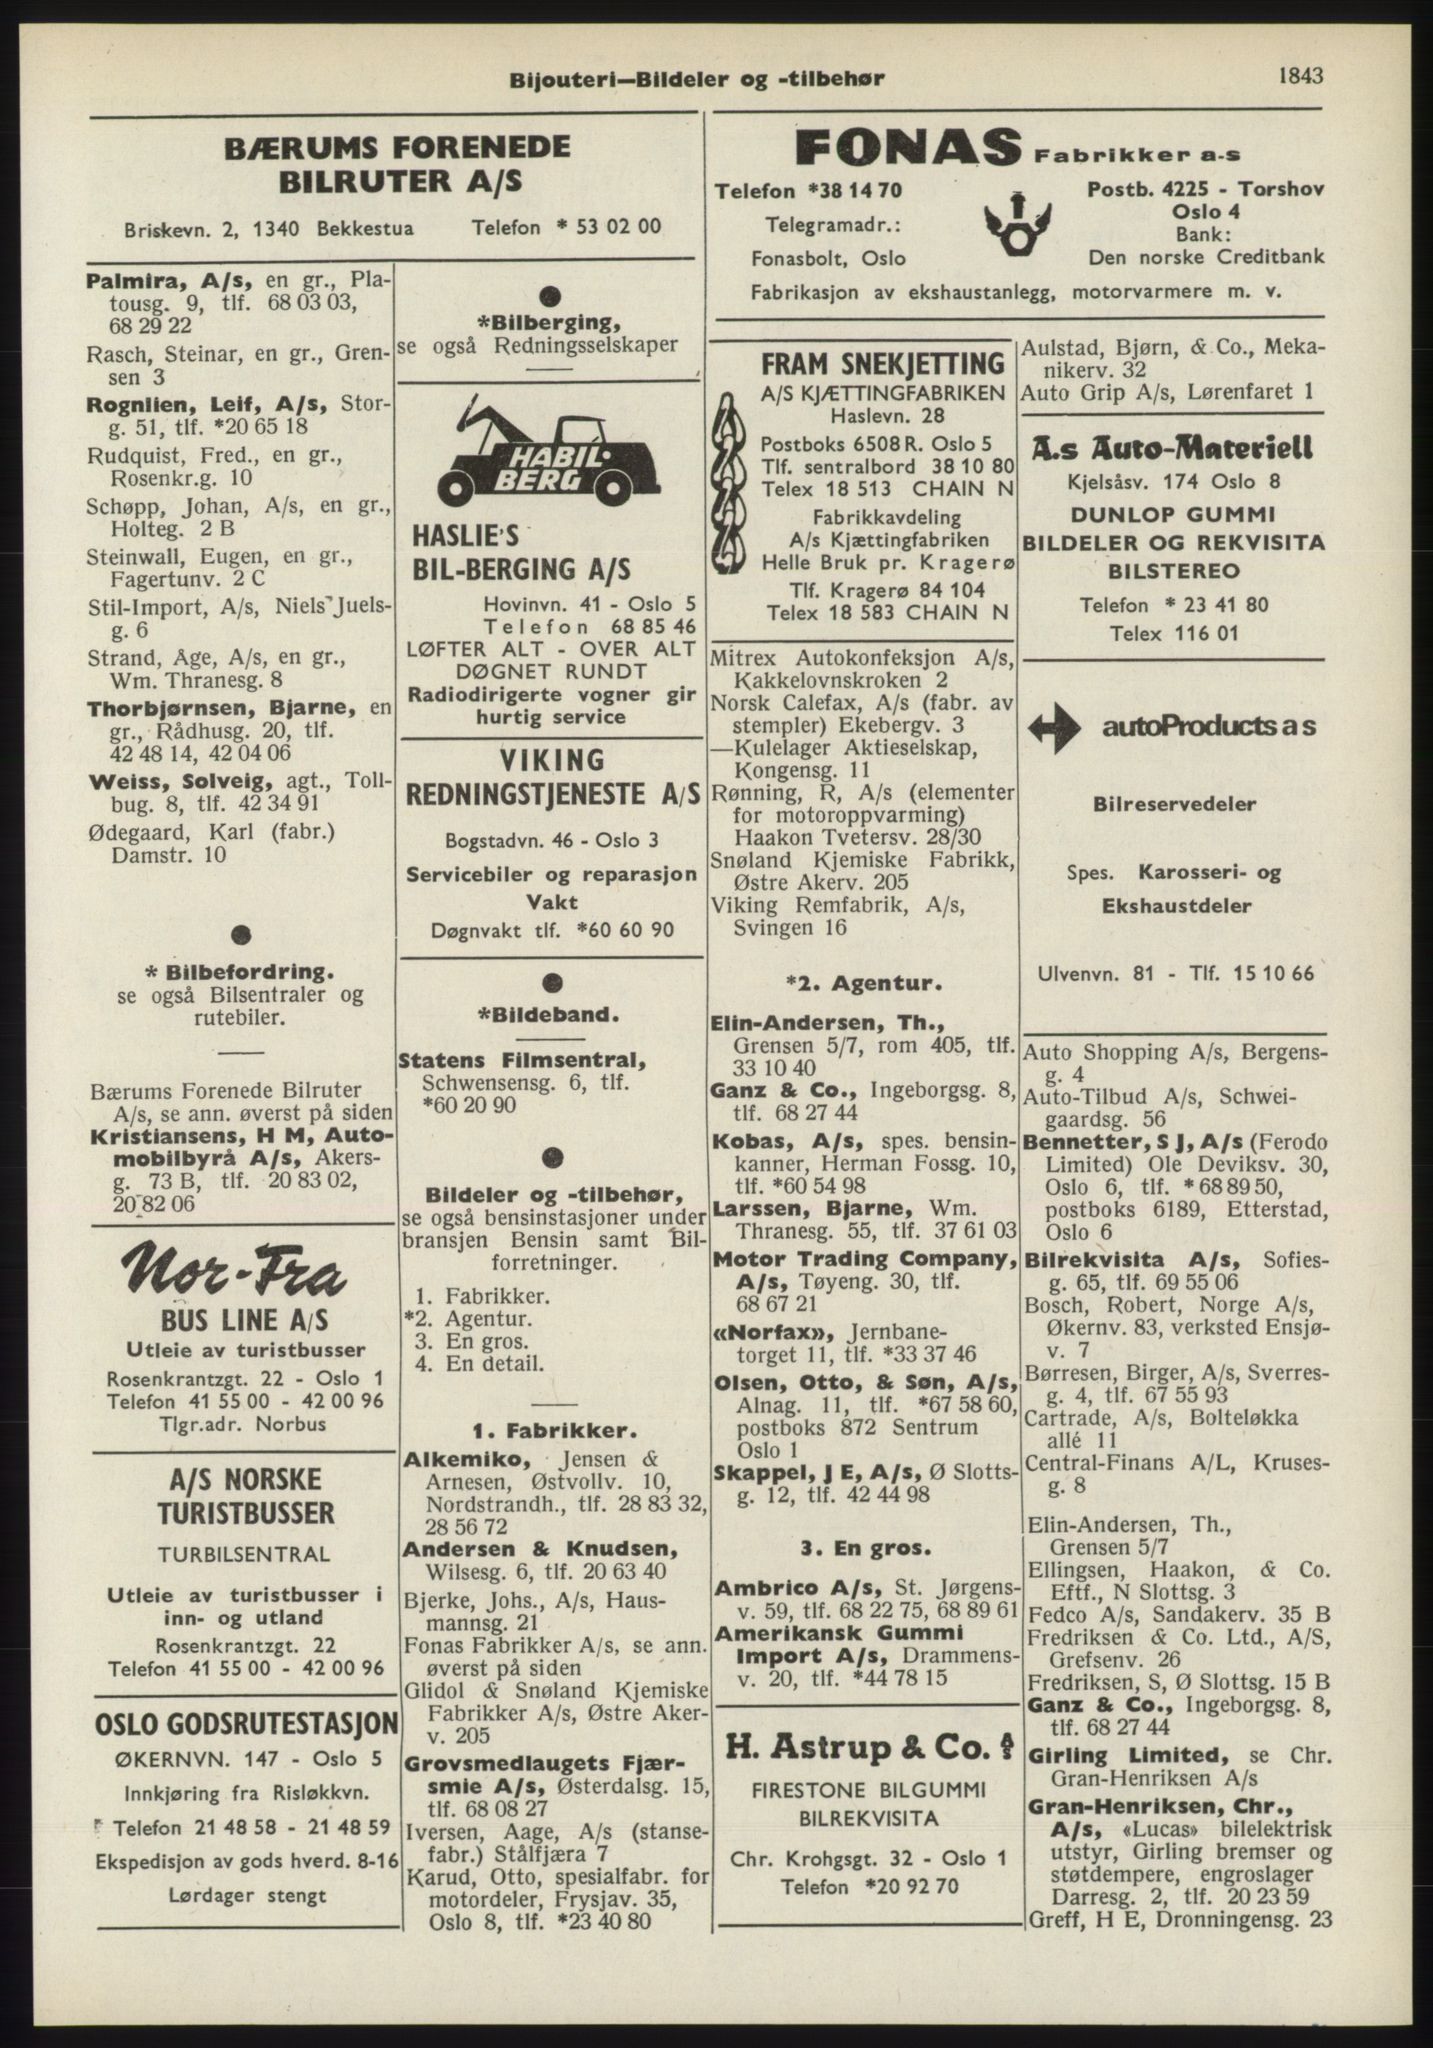 Bijouteri—Bildeler og -tilbehør
1843
BÆRUMS FORENEDE
BILRUTER A/S
Briskevn. 2, 1340 Bekkestua Telefon * 53 02 00
FONAS Fabrikker a-s
Telefon *38 14 70
Telegramadr.:
Fonasbolt, Oslo
Postb. 4225 - Torshov
Oslo 4
Bank:
Den norske Creditbank
Fabrikasjon av ekshaustanlegg, motorvarmere m. v.
Palmira, A/s, en gr., Pla-
tousg. 9, tlf. 68 03 03,
68 29 22
Rasch, Steinar, en gr., Gren-
sen 3
Rognlien, Leif, A/s, Stor-
g. 51, tlf. *20 65 18
Rudquist, Fred., en gr.,
Rosenkr.g. 10
Schøpp, Johan, A/s, en gr.,
Holteg. 2 B
Steinwall, Eugen, en gr.,
Fagertunv. 2 C
Stil-Import, A/s, Niels Juels-
g. 6
Strand, Åge, A/s, en gr.,
Wm. Thranesg. 8
Thorbjørnsen, Bjarne, en
gr., Rådhusg. 20, tlf.
42 48 14, 42 04 06
Weiss, Solveig, agt., Toll-
bug. 8, tlf. 42 34 91
Ødegaard, Karl (fabr.)
Damstr. 10
* Bilbefordring.
se også Bilsentraler og
rutebiler.
Bærums Forenede Bilruter
A/s, se ann. øverst på siden
Kristiansens, H M, Auto-
mobilbyrå A/s, Akers-
g. 73 B, tlf. 20 83 02,
20 82 06
Nor-Fra
BUS LINE A/S
Utleie av turistbusser
Rosenkrantzgt. 22 - Oslo 1
Telefon 41 55 00 - 42 00 96
Tlgr.adr. Norbus
A/S NORSKE
TURISTBUSSER
TURBILSENTRAL
Utleie av turistbusser i
inn- og utland
Rosenkrantzgt. 22
Telefon 41 55 00 - 42 00 96
OSLO GODSRUTESTASJON
ØKERNVN. 147 - Oslo 5
Innkjøring fra Risløkkvn.
Telefon 21 48 58 - 21 48 59
Ekspedisjon av gods hverd. 8-16
Lørdager stengt
*Bilberging,
se også Redningsselskaper
HABIL-
BERG
HASLIE'S
BIL-BERGING A/S
Hovinvn. 41 - Oslo 5
Telefon 68 85 46
LØFTER ALT - OVER ALT
DØGNET RUNDT
Radiodirigerte vogner gir
hurtig service
VIKING
REDNINGSTJENESTE A/S
Bogstadvn. 46 - Oslo 3
Servicebiler og reparasjon
Vakt
Døgnvakt tlf. *60 60 90
*Bildeband.
Statens Filmsentral,
Schwensensg. 6, tlf.
*60 20 90
Bildeler og -tilbehør,
se også bensinstasjoner under
bransjen Bensin samt Bil-
forretninger.
1. Fabrikker.
*2. Agentur.
3. En gros.
4. En detail.
1. Fabrikker.
Alkemiko, Jensen &
Arnesen, Østvollv. 10,
Nordstrandh., tlf. 28 83 32,
28 56 72
Andersen & Knudsen,
Wilsesg. 6, tlf. 20 63 40
Bjerke, Johs., A/s, Haus-
mannsg. 21
Fonas Fabrikker A/s, se ann.
øverst på siden
Glidol & Snøland Kjemiske
Fabrikker A/s, Østre Aker-
v. 205
Grovsmedlaugets Fjær-
smie A/s, Østerdalsg. 15,
tlf. 68 08 27
Iversen, Aage, A/s (stanse-
fabr.) Stålfjæra 7
Karud, Otto, spesialfabr. for
motordeler, Frysjav. 35,
Oslo 8, tlf. *23 40 80
FRAM SNEKJETTING
A/S KJÆTTINGFABRIKEN
Haslevn. 28
Postboks 6508 R. Oslo 5
Tlf. sentralbord 38 10 80
Telex 18 513 CHAIN N
Fabrikkavdeling
A/s Kjættingfabriken
Helle Bruk pr. Kragerø
Tlf. Kragerø 84 104
Telex 18 583 CHAIN N
Mitrex Autokonfeksjon A/s,
Kakkelovnskroken 2
Norsk Calefax, A/s (fabr. av
stempler) Ekebergv. 3
—Kulelager Aktieselskap,
Kongensg. 11
Rønning, R, A/s (elementer
for motoroppvarming)
Haakon Tvetersv. 28/30
Snøland Kjemiske Fabrikk,
Østre Akerv. 205
Viking Remfabrik, A/s,
Svingen 16
*2. Agentur.
Elin-Andersen, Th.,
Grensen 5/7, rom 405, tlf.
33 10 40
Ganz & Co., Ingeborgsg. 8,
tlf. 68 27 44
Kobas, A/s, spes. bensin-
kanner, Herman Fossg. 10,
tlf. *60 54 98
Larssen, Bjarne, Wm.
Thranesg. 55, tlf. 37 61 03
Motor Trading Company,
A/s, Tøyeng. 30, tlf.
68 67 21
«Norfax», Jernbane-
torget 11, tlf. *33 37 46
Olsen, Otto, & Søn, A/s,
Alnag. 11, tlf. *67 58 60,
postboks 872 Sentrum
Oslo 1
Skappel, J E, A/s, Ø Slotts-
g. 12, tlf. 42 44 98
3. En gros.
Ambrico A/s, St. Jørgens-
v. 59, tlf. 68 22 75, 68 89 61
Amerikansk Gummi
Import A/s, Drammens-
v. 20, tlf. *44 78 15
H. Astrup & Co. A/S
FIRESTONE BILGUMMI
BILREKVISITA
Chr. Krohgsgt. 32 - Oslo 1
Telefon *20 92 70
Aulstad, Bjørn, & Co., Meka-
nikerv. 32
Auto Grip A/s, Lørenfaret 1
A.s Auto-Materiell
Kjelsåsv. 174 Oslo 8
DUNLOP GUMMI
BILDELER OG REKVISITA
BILSTEREO
Telefon * 23 41 80
Telex 116 01
autoProducts a s
Bilreservedeler
Spes. Karosseri- og
Ekshaustdeler
Ulvenvn. 81 - Tlf. 15 10 66
Auto Shopping A/s, Bergens-
g. 4
Auto-Tilbud A/s, Schwei-
gaardsg. 56
Bennetter, S J, A/s (Ferodo
Limited) Ole Deviksv. 30,
Oslo 6, tlf. *68 89 50,
postboks 6189, Etterstad,
Oslo 6
Bilrekvisita A/s, Sofies-
g. 65, tlf. 69 55 06
Bosch, Robert, Norge A/s,
Økernv. 83, verksted Ensjø-
v. 7
Børresen, Birger, A/s, Sverres-
g. 4, tlf. 67 55 93
Cartrade, A/s, Bolteløkka
allé 11
Central-Finans A/L, Kruses-
g. 8
Elin-Andersen, Th.,
Grensen 5/7
Ellingsen, Haakon, & Co.
Eftf., N Slottsg. 3
Fedco A/s, Sandakerv. 35 B
Fredriksen & Co. Ltd., A/S,
Grefsenv. 26
Fredriksen, S, Ø Slottsg. 15 B
Ganz & Co., Ingeborgsg. 8,
tlf. 68 27 44
Girling Limited, se Chr.
Gran-Henriksen A/s
Gran-Henriksen, Chr.,
A/s, «Lucas» bilelektrisk
utstyr, Girling bremser og
støtdempere, engroslager
Darresg. 2, tlf. 20 23 59
Greff, H E, Dronningensg. 23